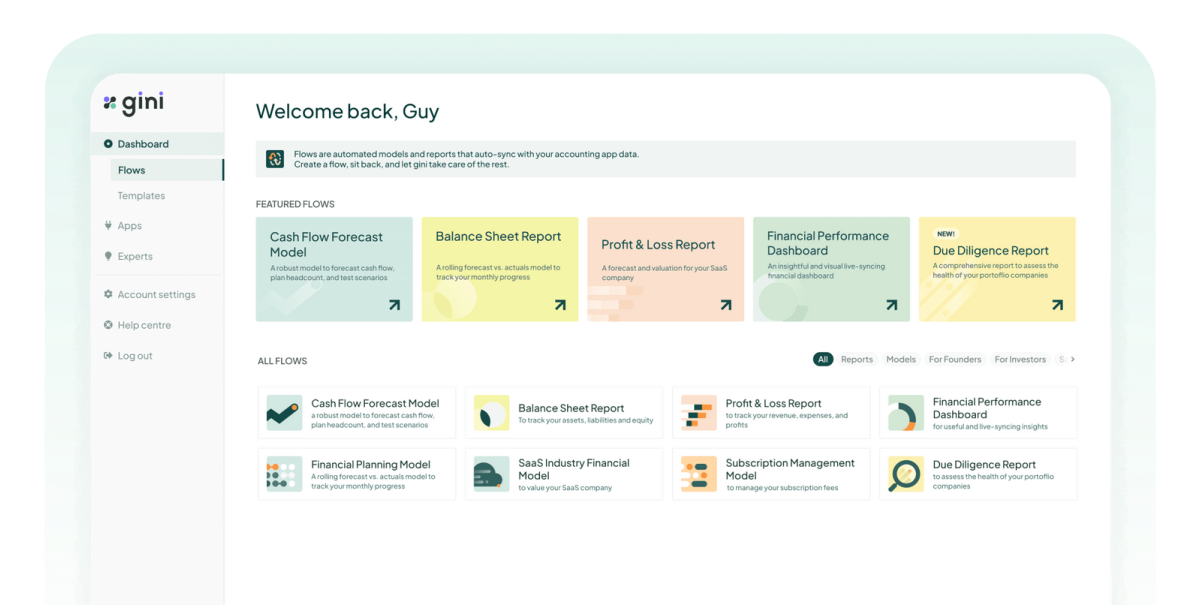 gini
Dashboard
Flows
Templates
Apps
Experts
Account settings
Help centre
Log out
Welcome back, Guy
Flows are automated models and reports that auto-sync with your accounting app data.
Create a flow, sit back, and let gini take care of the rest.
FEATURED FLOWS
Cash Flow Forecast
Model
A robust model to forecast cash flow,
plan headcount, and test scenarios
Balance Sheet Report
A rolling forecast vs. actuals model to
track your monthly progress
Profit & Loss Report
A forecast and valuation for your SaaS
company
Financial Performance
Dashboard
An insightful and visual live-syncing
financial dashboard
NEW!
Due Diligence Report
A comprehensive report to assess the
health of your portoflio companies
ALL FLOWS
All
Reports
Models
For Founders
For Investors
Cash Flow Forecast Model
a robust model to forecast cash flow,
plan headcount, and test scenarios
Balance Sheet Report
To track your assets, liabilities and equity
Profit & Loss Report
to track your revenue, expenses, and
profits
Financial Performance
Dashboard
for useful and live-syncing insights
Financial Planning Model
A rolling forecast vs. actuals model to
track your monthly progress
SaaS Industry Financial
Model
to value your SaaS company
Subscription Management
Model
to manage your subscription fees
Due Diligence Report
to assess the health of your portoflio
companies